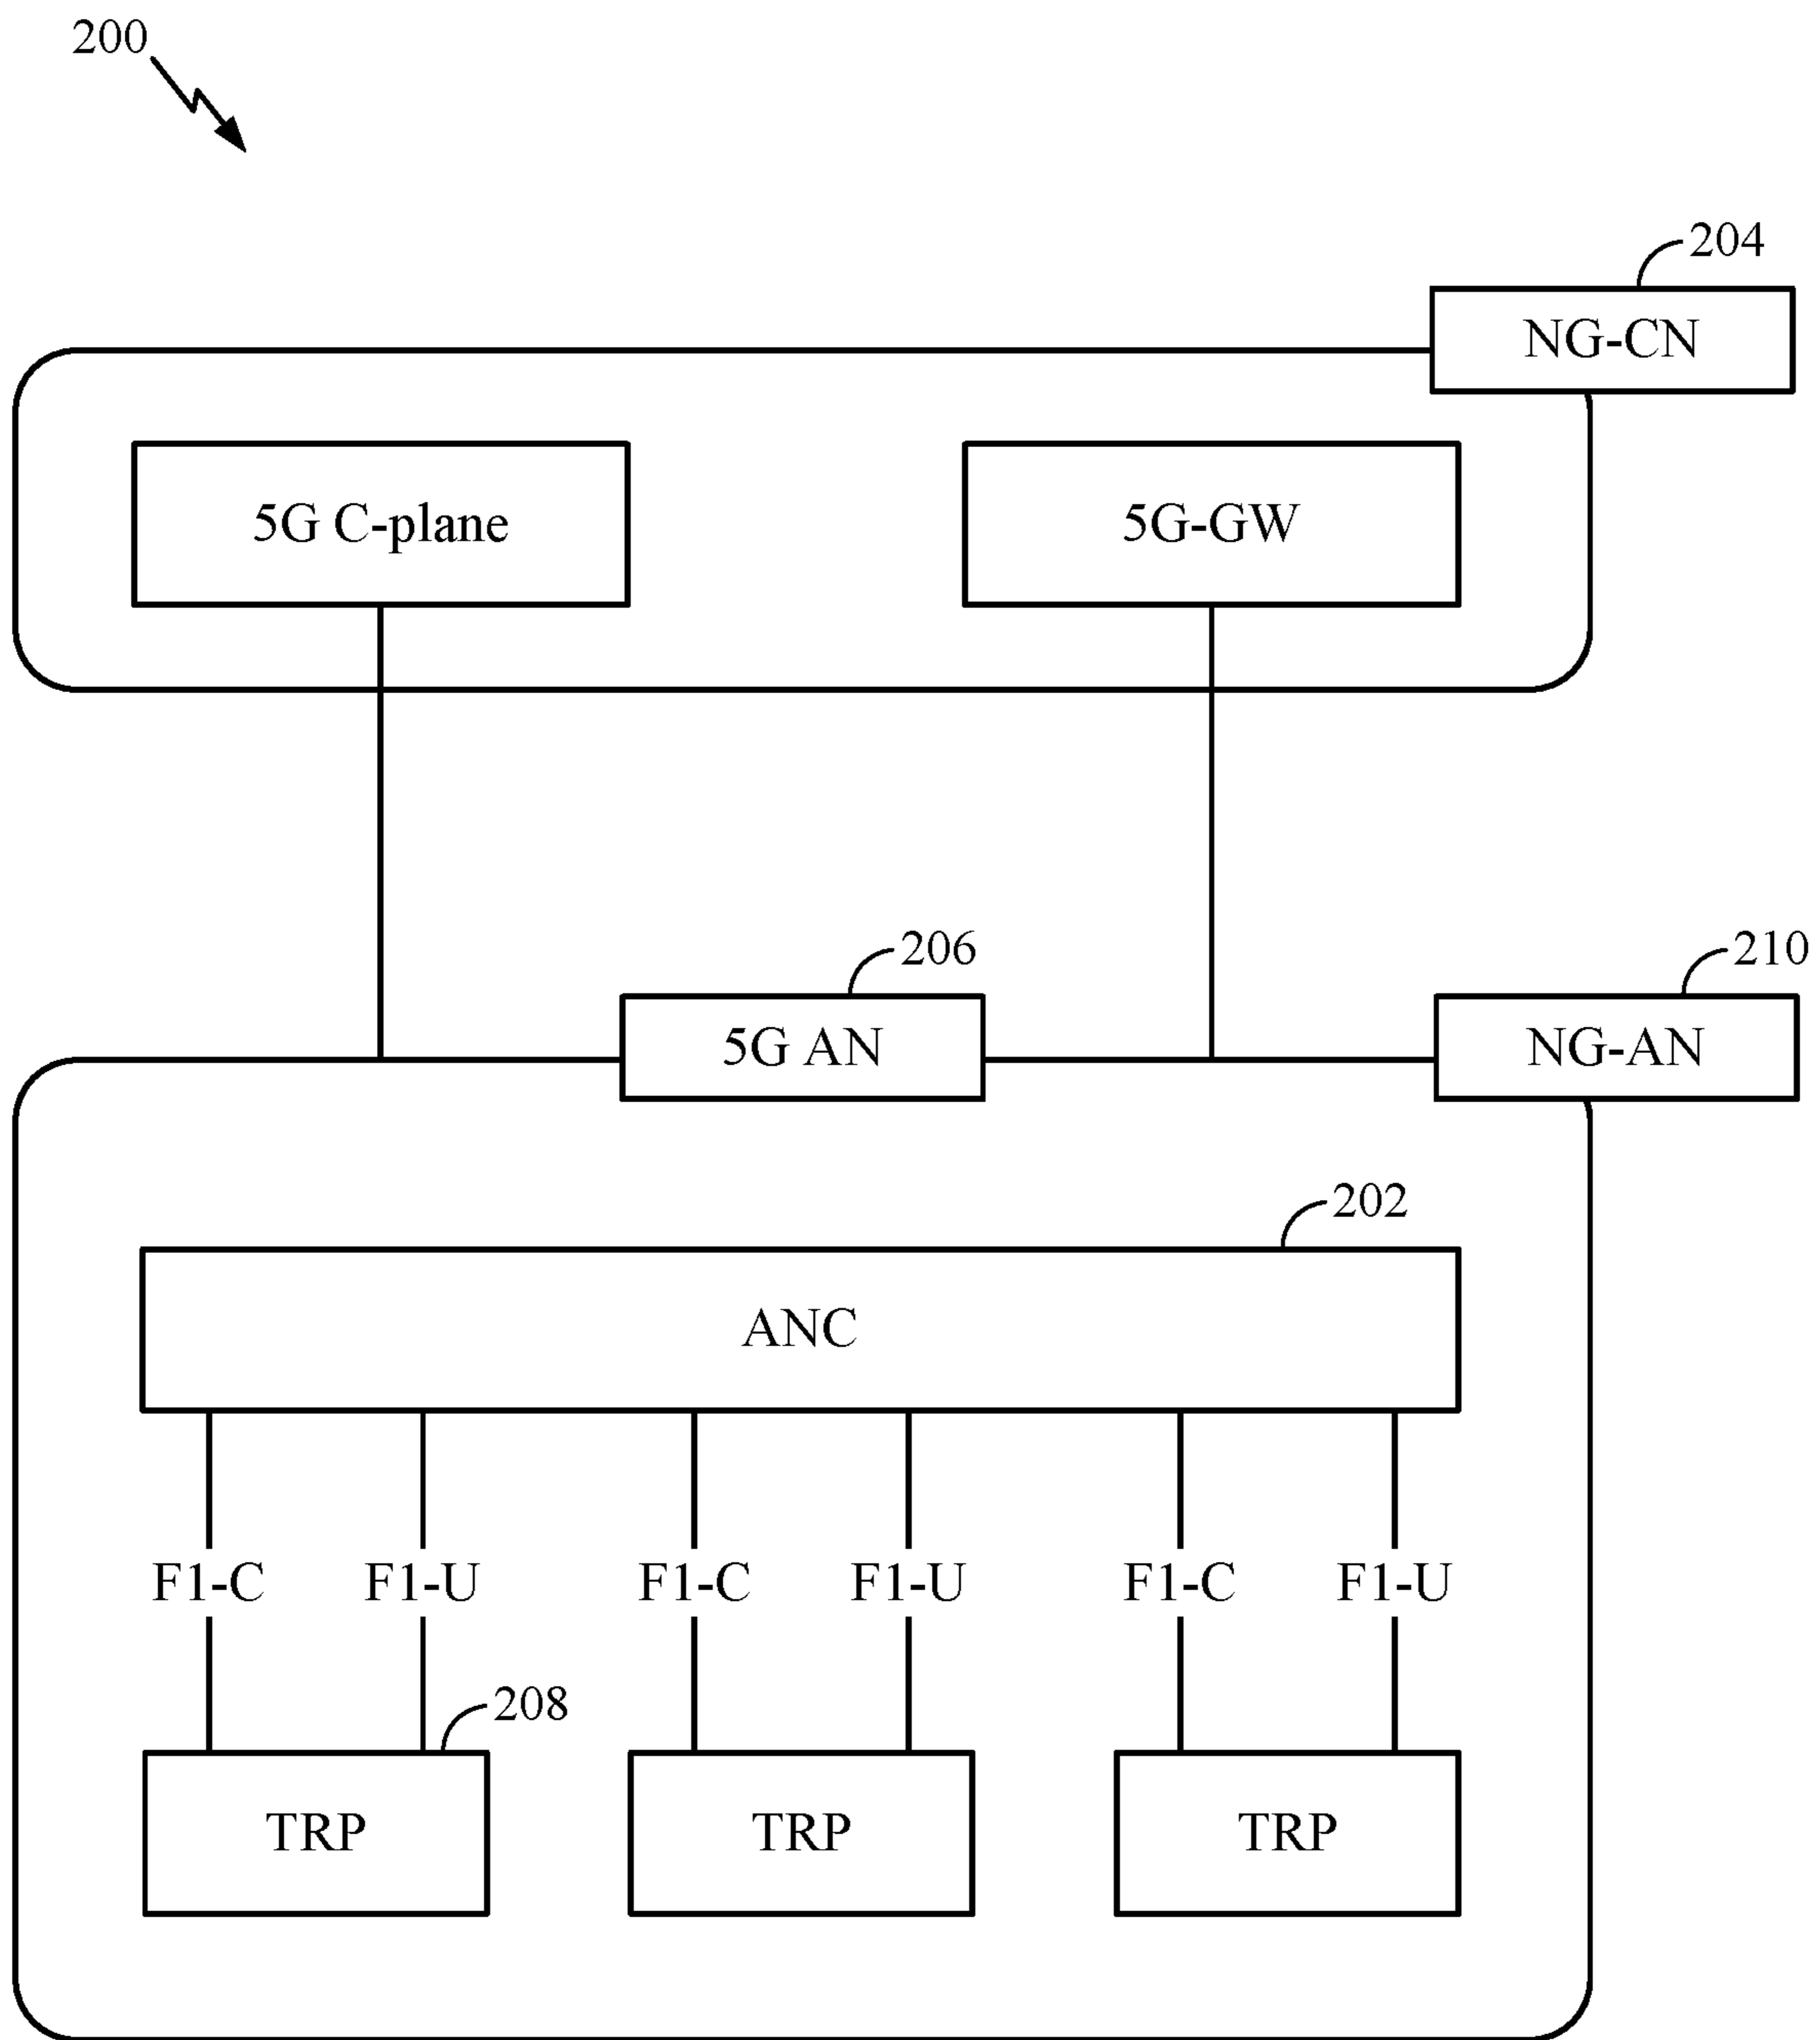 200
204
NG-CN
5G C-plane
5G-GW
206
210
5G AN
NG-AN
202
ANC
F1-C
F1-U
F1-C
F1-U
F1-C
F1-U
208
TRP
TRP
TRP